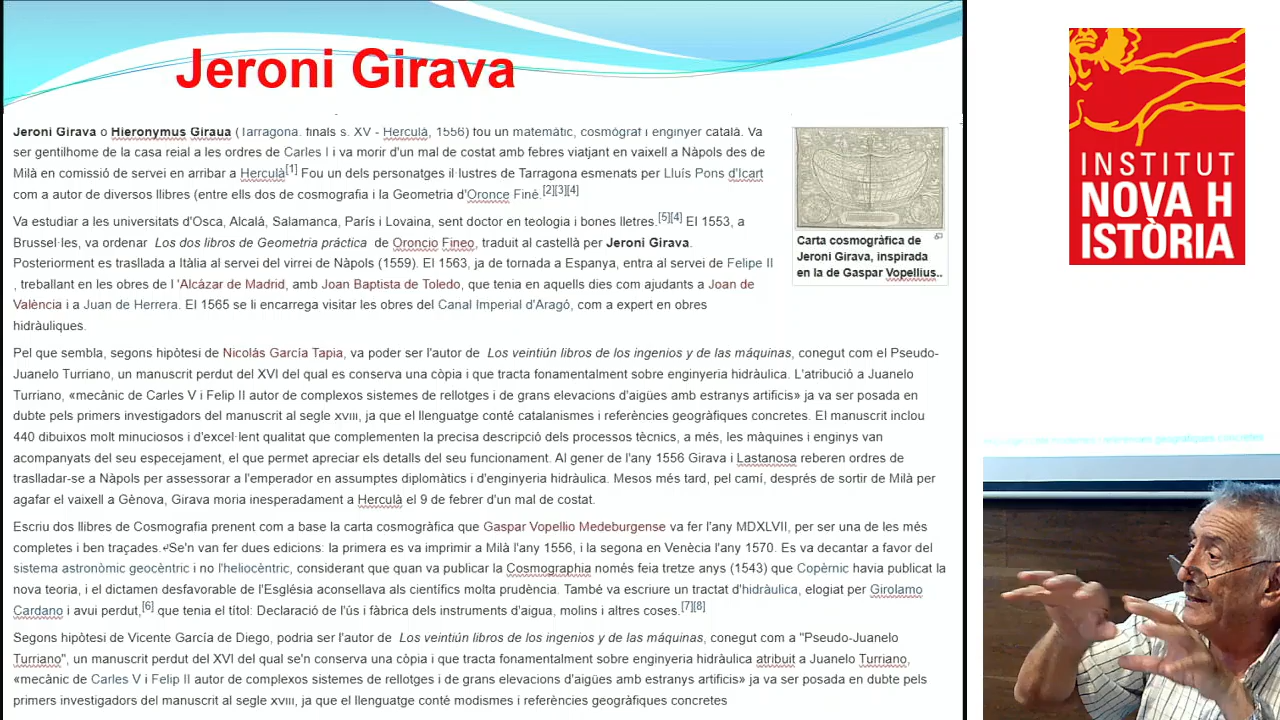 Jeroni Girava
Jeroni Girava o Hieronymus Giraua (Tarragona. finals s. XV - Herculà, 1556) fou un matemàtic, cosmògraf i enginyer català. Va
ser gentilhome de la casa reial a les ordres de Carles I i va morir d'un mal de costat amb febres viatjant en vaixell a Nàpols des de
Milà en comissió de servei en arribar a Herculà[1] Fou un dels personatges il·lustres de Tarragona esmentats per Lluís Pons d'Icart
com a autor de diversos llibres (entre ells dos de cosmografia i la Geometria d'Oronce Finé.[2][3][4]
Va estudiar a les universitats d'Osca, Alcalá, Salamanca, París i Lovaina, sent doctor en teologia i bones lletres.[5][4] El 1553, a
Brussel·les, va ordenar Los dos libros de Geometria pràctica de Oroncio Fineo, traduit al castellà per Jeroni Girava.
Posteriorment es trasllada a Itàlia al servei del virrei de Nàpols (1559). El 1563, ja de tornada a Espanya, entra al servei de Felipe II
, treballant en les obres de l 'Alcázar de Madrid, amb Joan Baptista de Toledo, que tenia en aquells dies com ajudants a Joan de
València i a Juan de Herrera. El 1565 se li encarrega visitar les obres del Canal Imperial d'Aragó, com a expert en obres
hidràuliques.
Carta cosmogràfica de
Jeroni Girava, inspirada
en la de Gaspar Vopellius..
Pel que sembla, segons hipòtesi de Nicolás García Tapia, va poder ser l'autor de Los veintiún libros de los ingenios y de las máquinas, conegut com el Pseudo-
Juanelo Turriano, un manuscrit perdut del XVI del qual es conserva una còpia i que tracta fonamentalment sobre enginyeria hidràulica. L'atribució a Juanelo
Turriano, «mecànic de Carles V i Felip II autor de complexos sistemes de rellotges i de grans elevacions d'aigües amb estranys artificis» ja va ser posada en
dubte pels primers investigadors del manuscrit al segle XVIII, ja que el llenguatge conté catalanismes i referències geogràfiques concretes. El manuscrit inclou
440 dibuixos molt minuciosos i d'excel·lent qualitat que complementen la precisa descripció dels processos tècnics, a més, les màquines i enginys van
acompanyats del seu especejament, el que permet apreciar els detalls del seu funcionament. Al gener de l'any 1556 Girava i Lastanosa reberen ordres de
traslladar-se a Nàpols per assessorar a l'emperador en assumptes diplomàtics i d'enginyeria hidràulica. Mesos més tard, pel camí, després de sortir de Milà per
agafar el vaixell a Gènova, Girava moria inesperadament a Herculà el 9 de febrer d'un mal de costat.
Escriu dos llibres de Cosmografia prenent com a base la carta cosmogràfica que Gaspar Vopellio Medeburgense va fer l'any MDXLVII, per ser una de les més
completes i ben traçades. Se'n van fer dues edicions: la primera es va imprimir a Milà l'any 1556, i la segona en Venècia l'any 1570. Es va decantar a favor del
sistema astronòmic geocèntric i no l'heliocèntric, considerant que quan va publicar la Cosmographia només feia tretze anys (1543) que Copèrnic havia publicat la
nova teoria, i el dictamen desfavorable de l'Església aconsellava als científics molta prudència. També va escriure un tractat d'hidràulica, elogiat per Girolamo
Cardano i avui perdut,[6] que tenia el títol: Declaració de l'ús i fàbrica dels instruments d'aigua, molins i altres coses.[7][8]
Segons hipòtesi de Vicente García de Diego, podria ser l'autor de Los veintiún libros de los ingenios y de las máquinas, conegut com a "Pseudo-Juanelo
Turriano", un manuscrit perdut del XVI del qual se'n conserva una còpia i que tracta fonamentalment sobre enginyeria hidràulica atribuit a Juanelo Turriano,
«mecànic de Carles V i Felip II autor de complexos sistemes de rellotges i de grans elevacions d'aigües amb estranys artificis» ja va ser posada en dubte pels
primers investigadors del manuscrit al segle XVIII, ja que el llenguatge conté modismes i referències geogràfiques concretes
INSTITUT
NOVA H
ISTÒRIA